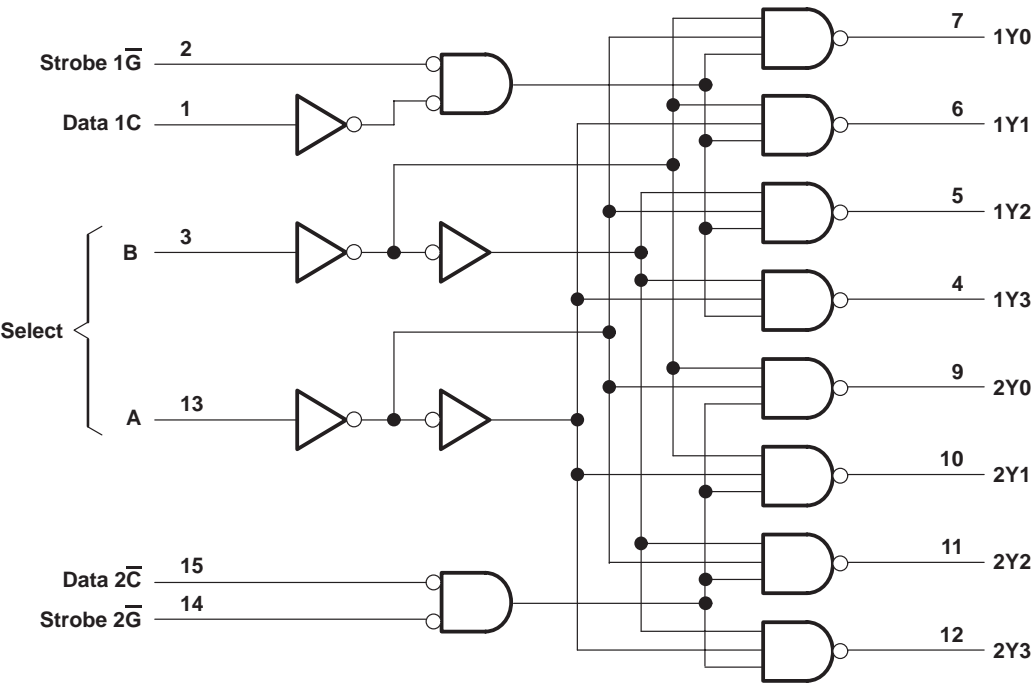 7
1Y0
Strobe 1G̅ 2
Data 1C 1
6
1Y1
5
1Y2
B 3
4
1Y3
Select
9
2Y0
A 13
10
2Y1
11
2Y2
Data 2C̅ 15
Strobe 2G̅ 14
12
2Y3